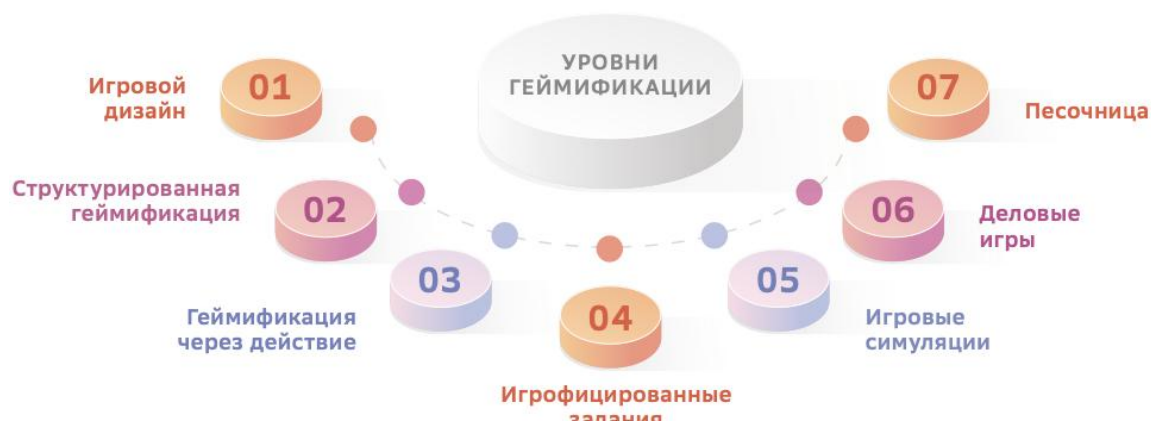 УРОВНИ
ГЕЙМИФИКАЦИИ
01
Игровой
дизайн
02
Структурированная
геймификация
03
Геймификация
через действие
04
Игрофицированные
задания
05
Игровые
симуляции
06
Деловые
игры
07
Песочница